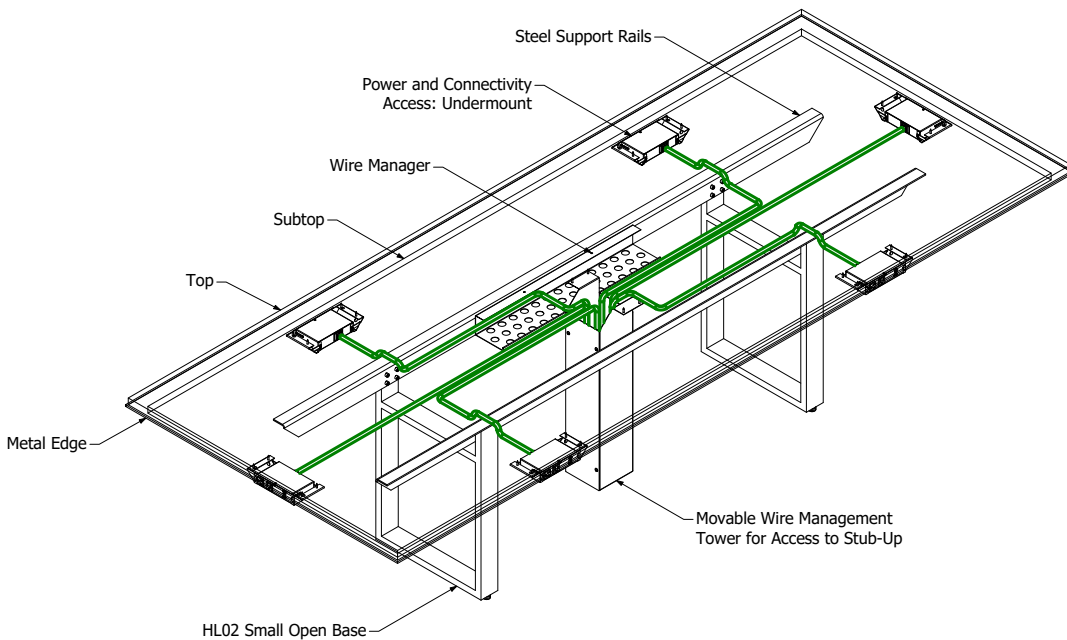 Steel Support Rails
Power and Connectivity
Access: Undermount
Wire Manager
Subtop
Top
Metal Edge
Movable Wire Management
Tower for Access to Stub-Up
HL02 Small Open Base